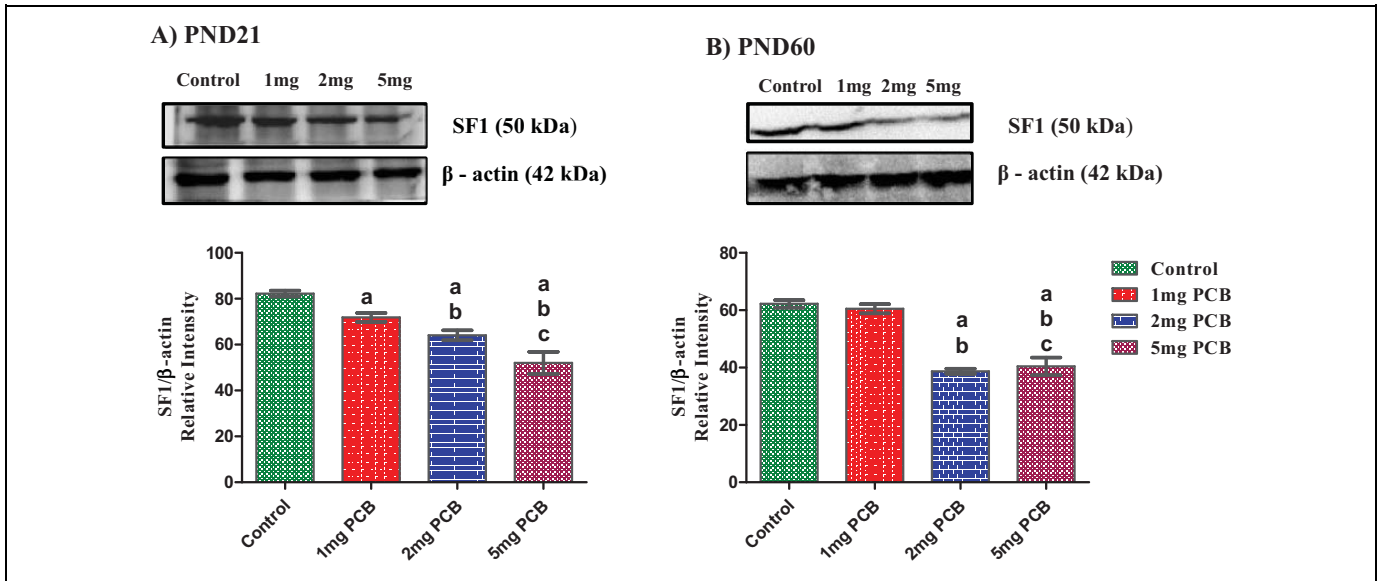 A) PND21
Control 1mg 2mg 5mg
SF1 (50 kDa)
β - actin (42 kDa)
SF1/β-actin
Relative Intensity
100
80
60
40
20
0
a
a
b
a
b
c
Control
1mg PCB
2mg PCB
5mg PCB
B) PND60
Control 1mg 2mg 5mg
SF1 (50 kDa)
β - actin (42 kDa)
SF1/β-actin
Relative Intensity
80
60
40
20
0
a
b
a
b
c
Control
1mg PCB
2mg PCB
5mg PCB
Control
1mg PCB
2mg PCB
5mg PCB